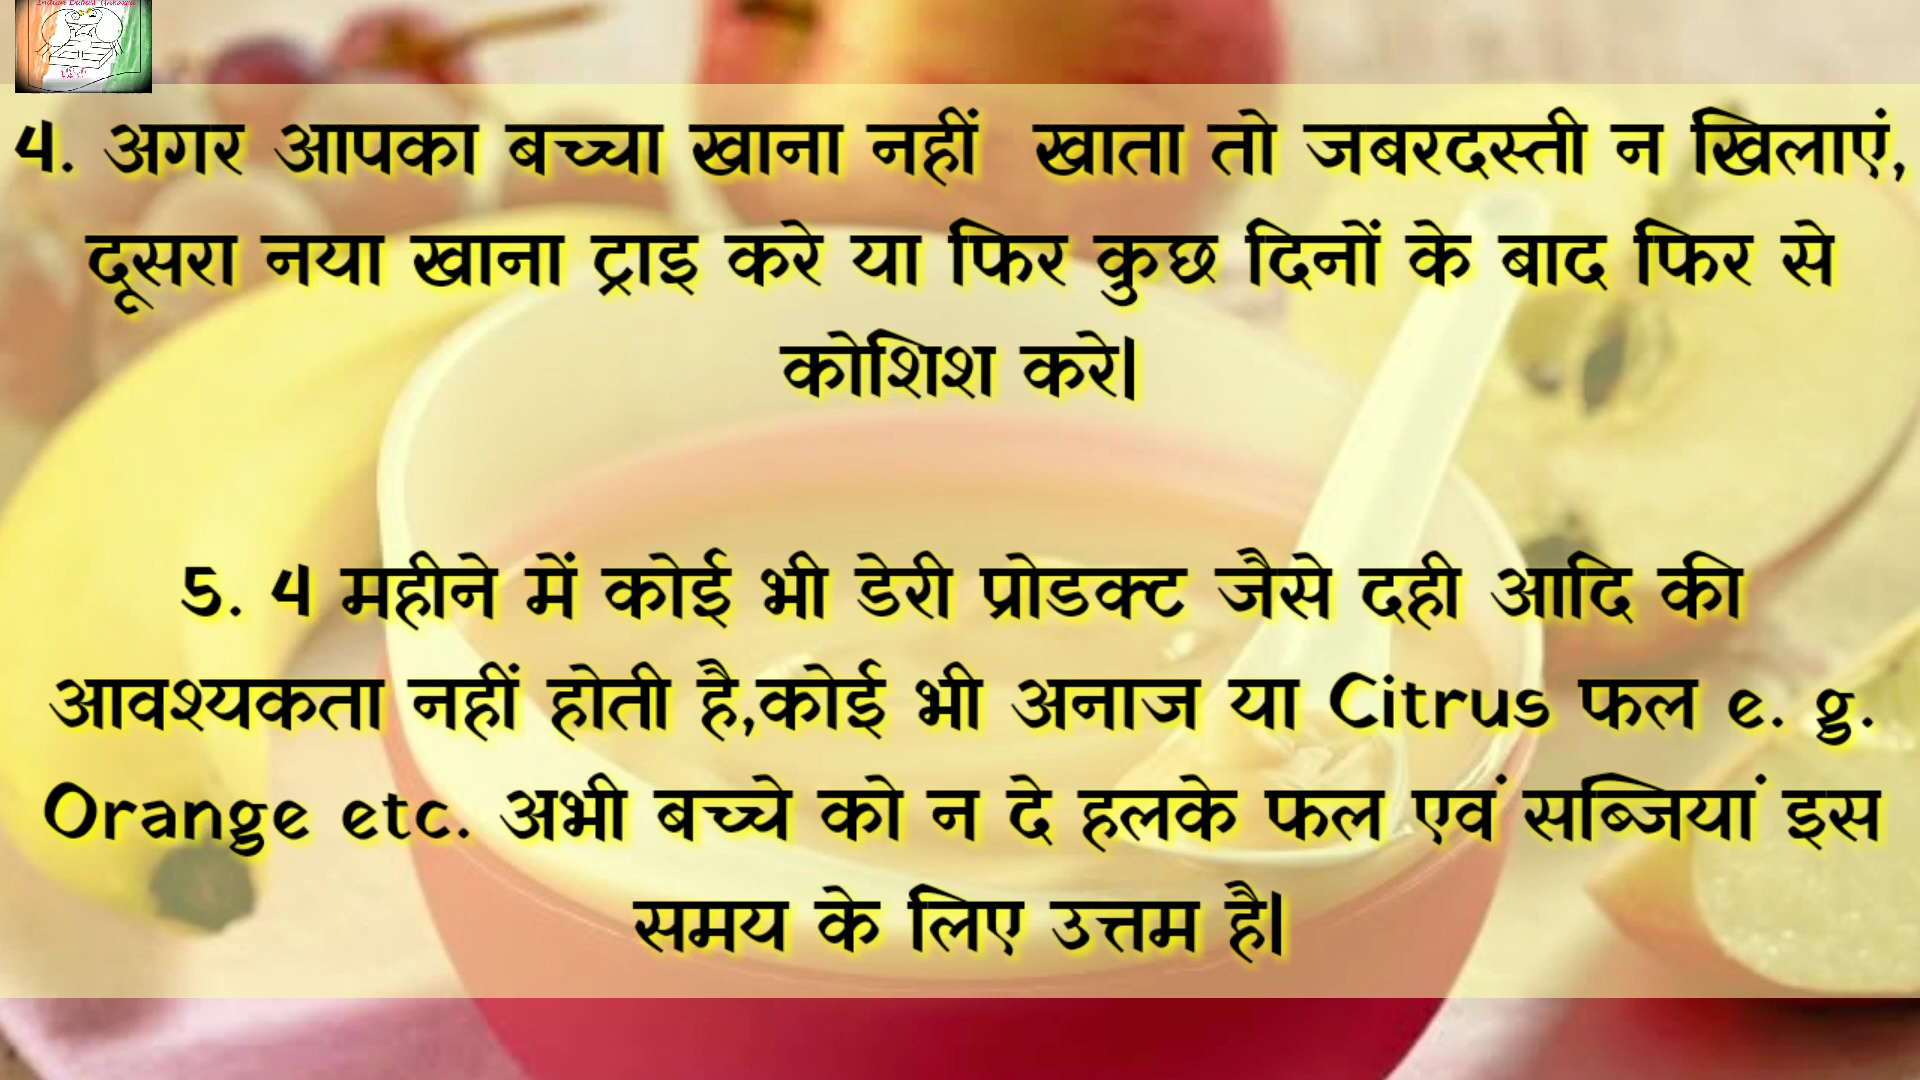 4. अगर आपका बच्चा खाना नहीं खाता तो जबरदस्ती न खिलाएं,
दूसरा नया खाना ट्राइ करे या फिर कुछ दिनों के बाद फिर से
कोशिश करे|
5. 4 महीने में कोई भी डेरी प्रोडक्ट जैसे दही आदि की
आवश्यकता नहीं होती है,कोई भी अनाज या Citrus फल e. g.
Orange etc. अभी बच्चे को न दे हलके फल एवं सब्जियां इस
समय के लिए उत्तम है|